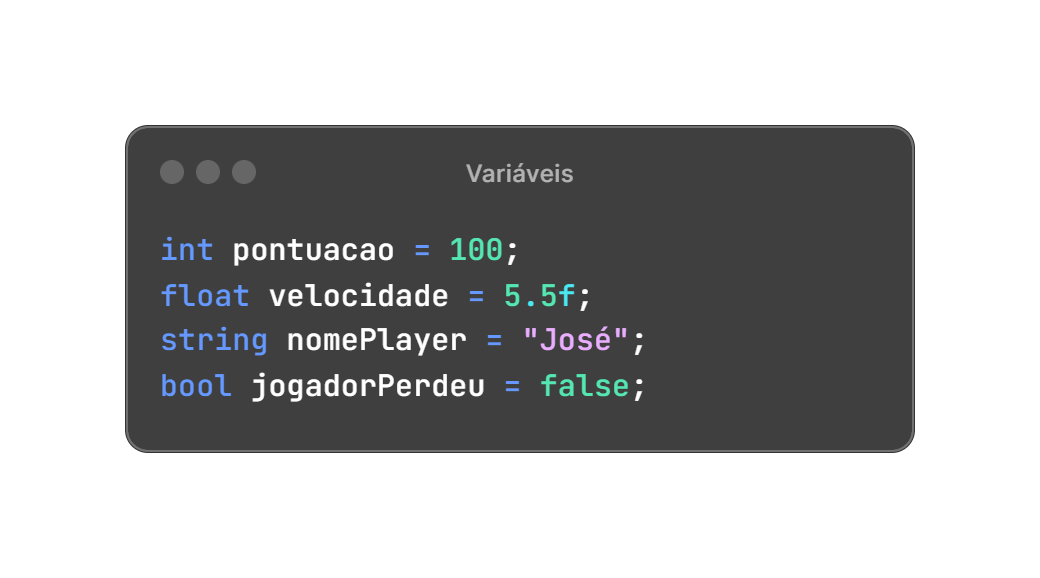 Variáveis
int pontuacao = 100;
float velocidade = 5.5f;
string nomePlayer = "José";
bool jogadorPerdeu = false;